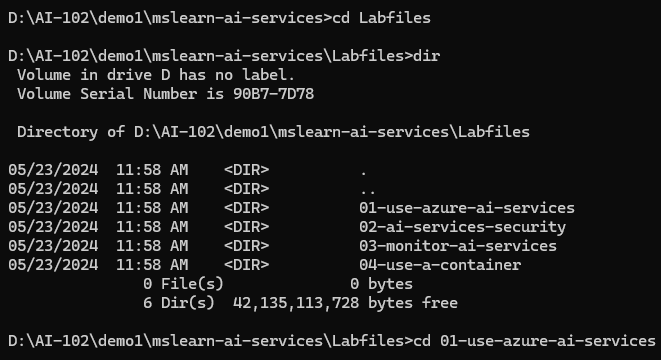 D:\AI-102\demo1\mslearn-ai-services>cd Labfiles
D:\AI-102\demo1\mslearn-ai-services\Labfiles>dir
Volume in drive D has no label.
Volume Serial Number is 90B7-7D78
Directory of D:\AI-102\demo1\mslearn-ai-services\Labfiles
05/23/2024  11:58 AM    <DIR>          .
05/23/2024  11:58 AM    <DIR>          ..
05/23/2024  11:58 AM    <DIR>          01-use-azure-ai-services
05/23/2024  11:58 AM    <DIR>          02-ai-services-security
05/23/2024  11:58 AM    <DIR>          03-monitor-ai-services
05/23/2024  11:58 AM    <DIR>          04-use-a-container
0 File(s)              0 bytes
6 Dir(s)  42,135,113,728 bytes free
D:\AI-102\demo1\mslearn-ai-services\Labfiles>cd 01-use-azure-ai-services